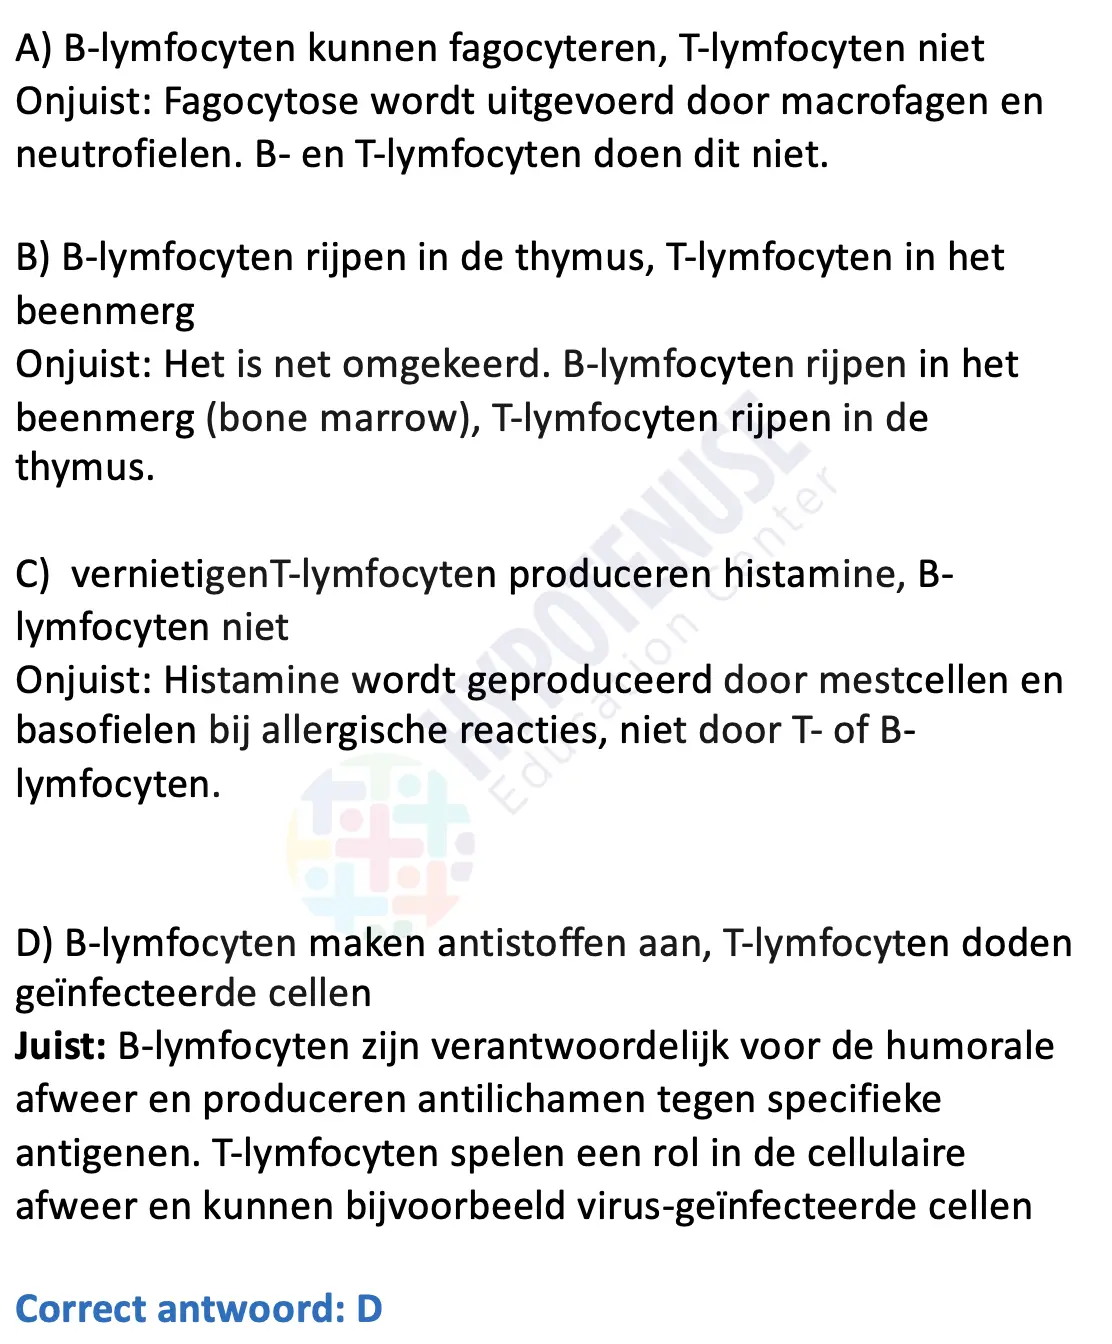 A) B-lymfocyten kunnen fagocyteren, T-lymfocyten niet
Onjuist: Fagocytose wordt uitgevoerd door macrofagen en
neutrofielen. B- en T-lymfocyten doen dit niet.
B) B-lymfocyten rijpen in de thymus, T-lymfocyten in het
beenmerg
Onjuist: Het is net omgekeerd. B-lymfocyten rijpen in het
beenmerg (bone marrow), T-lymfocyten rijpen in de
thymus.
C)  vernietigenT-lymfocyten produceren histamine, B-
lymfocyten niet
Onjuist: Histamine wordt geproduceerd door mestcellen en
basofielen bij allergische reacties, niet door T- of B-
lymfocyten.
HYPOTENUSE
Education Center
D) B-lymfocyten maken antistoffen aan, T-lymfocyten doden
geïnfecteerde cellen
Juist: B-lymfocyten zijn verantwoordelijk voor de humorale
afweer en produceren antilichamen tegen specifieke
antigenen. T-lymfocyten spelen een rol in de cellulaire
afweer en kunnen bijvoorbeeld virus-geïnfecteerde cellen
Correct antwoord: D